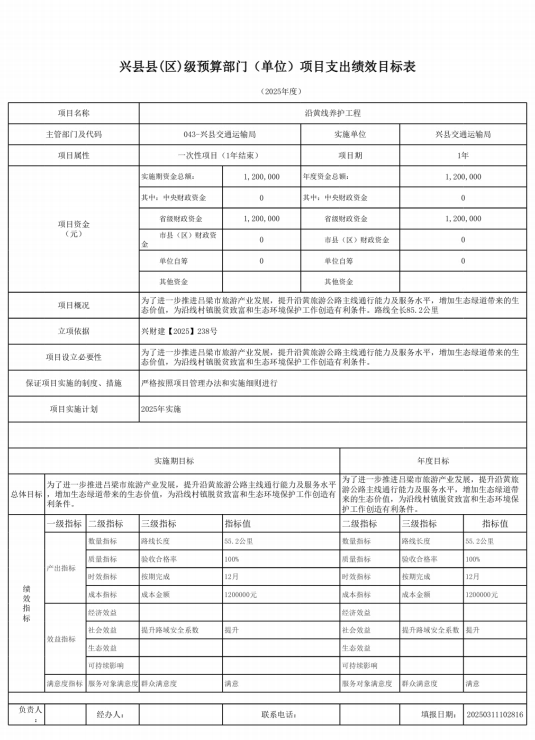 兴县县(区)级预算部门（单位）项目支出绩效目标表
（2025年度）
项目名称 沿黄线养护工程
主管部门及代码 043-兴县交通运输局 实施单位 兴县交通运输局
项目属性 一次性项目（1年结束） 项目期 1年
项目资金（元） 实施期资金总额： 1,200,000 年度资金总额： 1,200,000
其中：中央财政资金 0 其中：中央财政资金 0
省级财政资金 1,200,000 省级财政资金 1,200,000
市县（区）财政资金 0 市县（区）财政资金 0
单位自筹 0 单位自筹 0
其他资金 其他资金
项目概况 为了进一步推进吕梁市旅游产业发展，提升沿黄旅游公路主线通行能力及服务水平，增加生态绿道带来的生
态价值，为沿线村镇脱贫致富和生态环境保护工作创造有利条件。路线全长85.2公里
立项依据 兴财建【2025】238号
项目设立必要性 为了进一步推进吕梁市旅游产业发展，提升沿黄旅游公路主线通行能力及服务水平，增加生态绿道带来的生
态价值，为沿线村镇脱贫致富和生态环境保护工作创造有利条件。
保证项目实施的制度、措施 严格按照项目管理办法和实施细则进行
项目实施计划 2025年实施
实施期目标 年度目标
总体目标 为了进一步推进吕梁市旅游产业发展，提升沿黄旅游公路主线通行能力及服务水平
，增加生态绿道带来的生态价值，为沿线村镇脱贫致富和生态环境保护工作创造有
利条件。
为了进一步推进吕梁市旅游产业发展，提升沿黄旅
游公路主线通行能力及服务水平，增加生态绿道带
来的生态价值，为沿线村镇脱贫致富和生态环境保
护工作创造有利条件。
绩效指标 一级指标 二级指标 三级指标 指标值 二级指标 三级指标 指标值
产出指标 数量指标 路线长度 55.2公里 数量指标 路线长度 55.2公里
质量指标 验收合格率 100% 质量指标 验收合格率 100%
时效指标 按期完成 12月 时效指标 按期完成 12月
成本指标 成本金额 1200000元 成本指标 成本金额 1200000元
效益指标 经济效益 经济效益
社会效益 提升路域安全系数 提升 社会效益 提升路域安全系数 提升
生态效益 生态效益
可持续影响 可持续影响
满意度指标 服务对象满意度 群众满意度 满意 服务对象满意度 群众满意度 满意
负责人： 经办人： 联系电话： 填报日期： 20250311102816